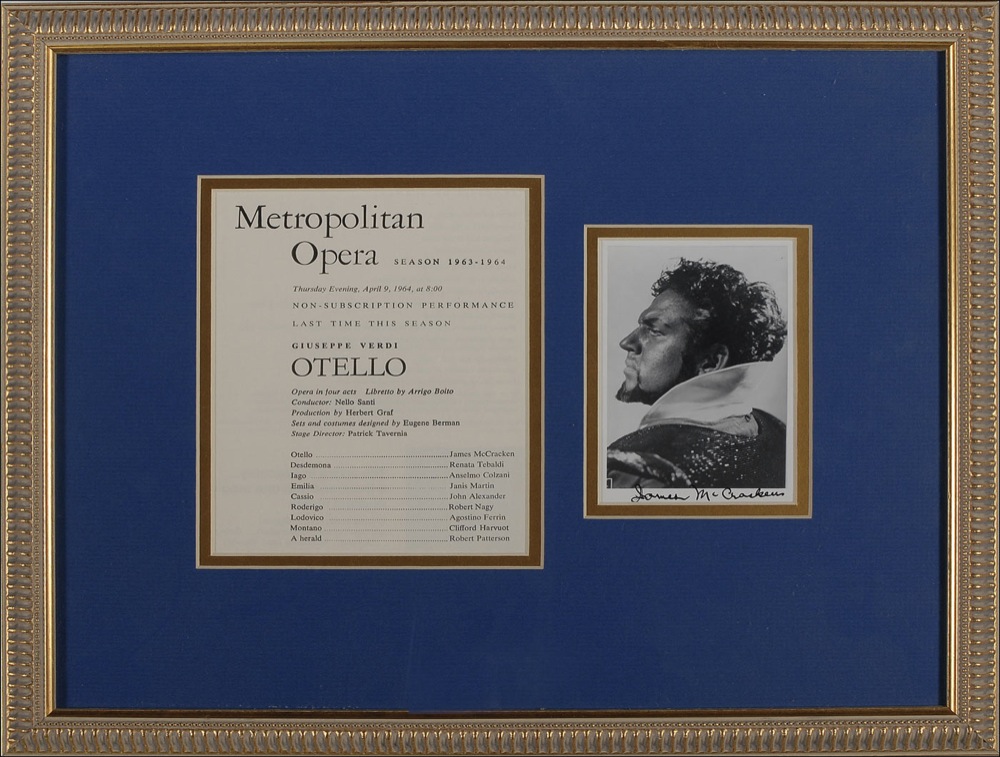 Metropolitan
Opera SEASON 1963-1964
Thursday Evening, April 9, 1964, at 8:00
NON-SUBSCRIPTION PERFORMANCE
LAST TIME THIS SEASON
GIUSEPPE VERDI
OTELLO
Opera in four acts Libretto by Arrigo Boito
Conductor: Nello Santi
Production by Herbert Graf
Sets and costumes designed by Eugene Berman
Stage Director: Patrick Tavernia
Otello ........ James McCracken
Desdemona ........ Renata Tebaldi
Iago ........ Anselmo Colzani
Emilia ........ Janis Martin
Cassio ........ John Alexander
Roderigo ........ Robert Nagy
Lodovico ........ Agostino Ferrin
Montano ........ Clifford Harvuot
A herald ........ Robert Patterson
James McCracken